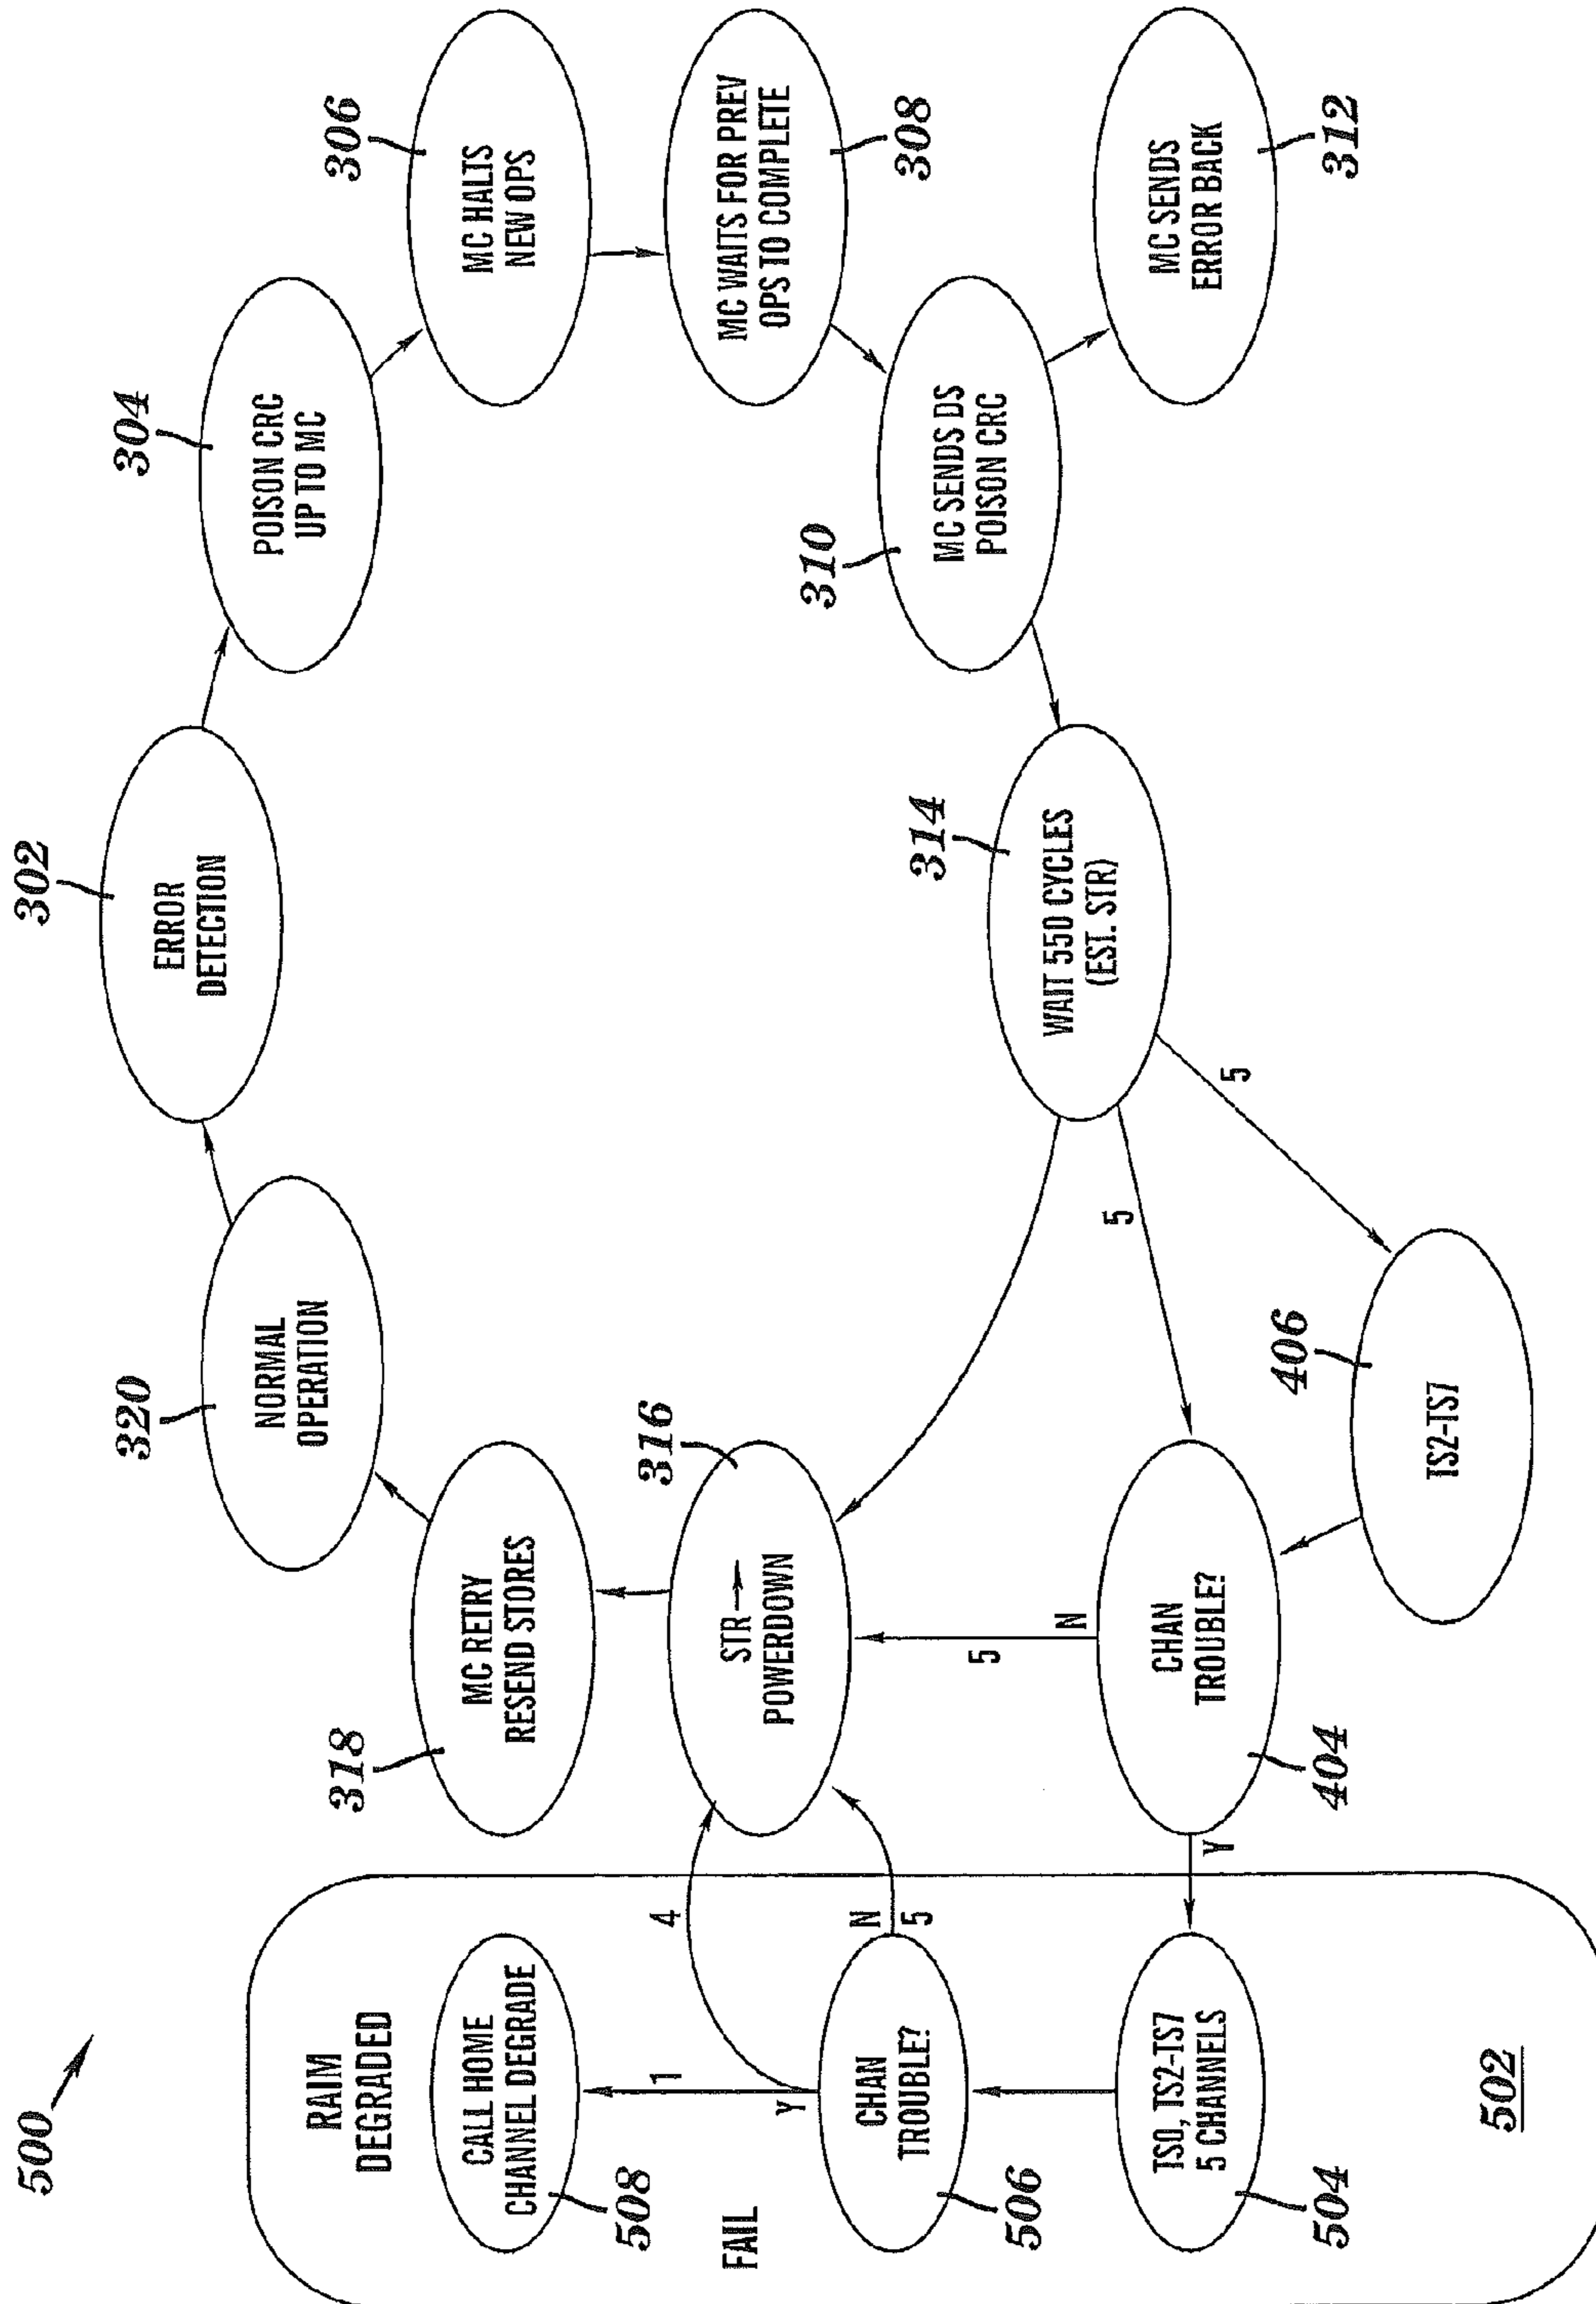 500
RAIM
DEGRADED
CALL HOME
CHANNEL DEGRADE
508
FAIL
1
Y
4
CHAN
TROUBLE?
506
N
5
TS0, TS2-TS7
5 CHANNELS
504
502
320
NORMAL
OPERATION
318
MC RETRY
RESEND STORES
316
STR→
POWERDOWN
5
N
CHAN
TROUBLE?
404
Y
406
TS2-TS7
5
5
302
ERROR
DETECTION
314
WAIT 550 CYCLES
(EST. STR)
304
POISON CRC
UP TO MC
306
MC HALTS
NEW OPS
MC WAITS FOR PREV
OPS TO COMPLETE
308
310
MC SENDS DS
POISON CRC
MC SENDS
ERROR BACK
312